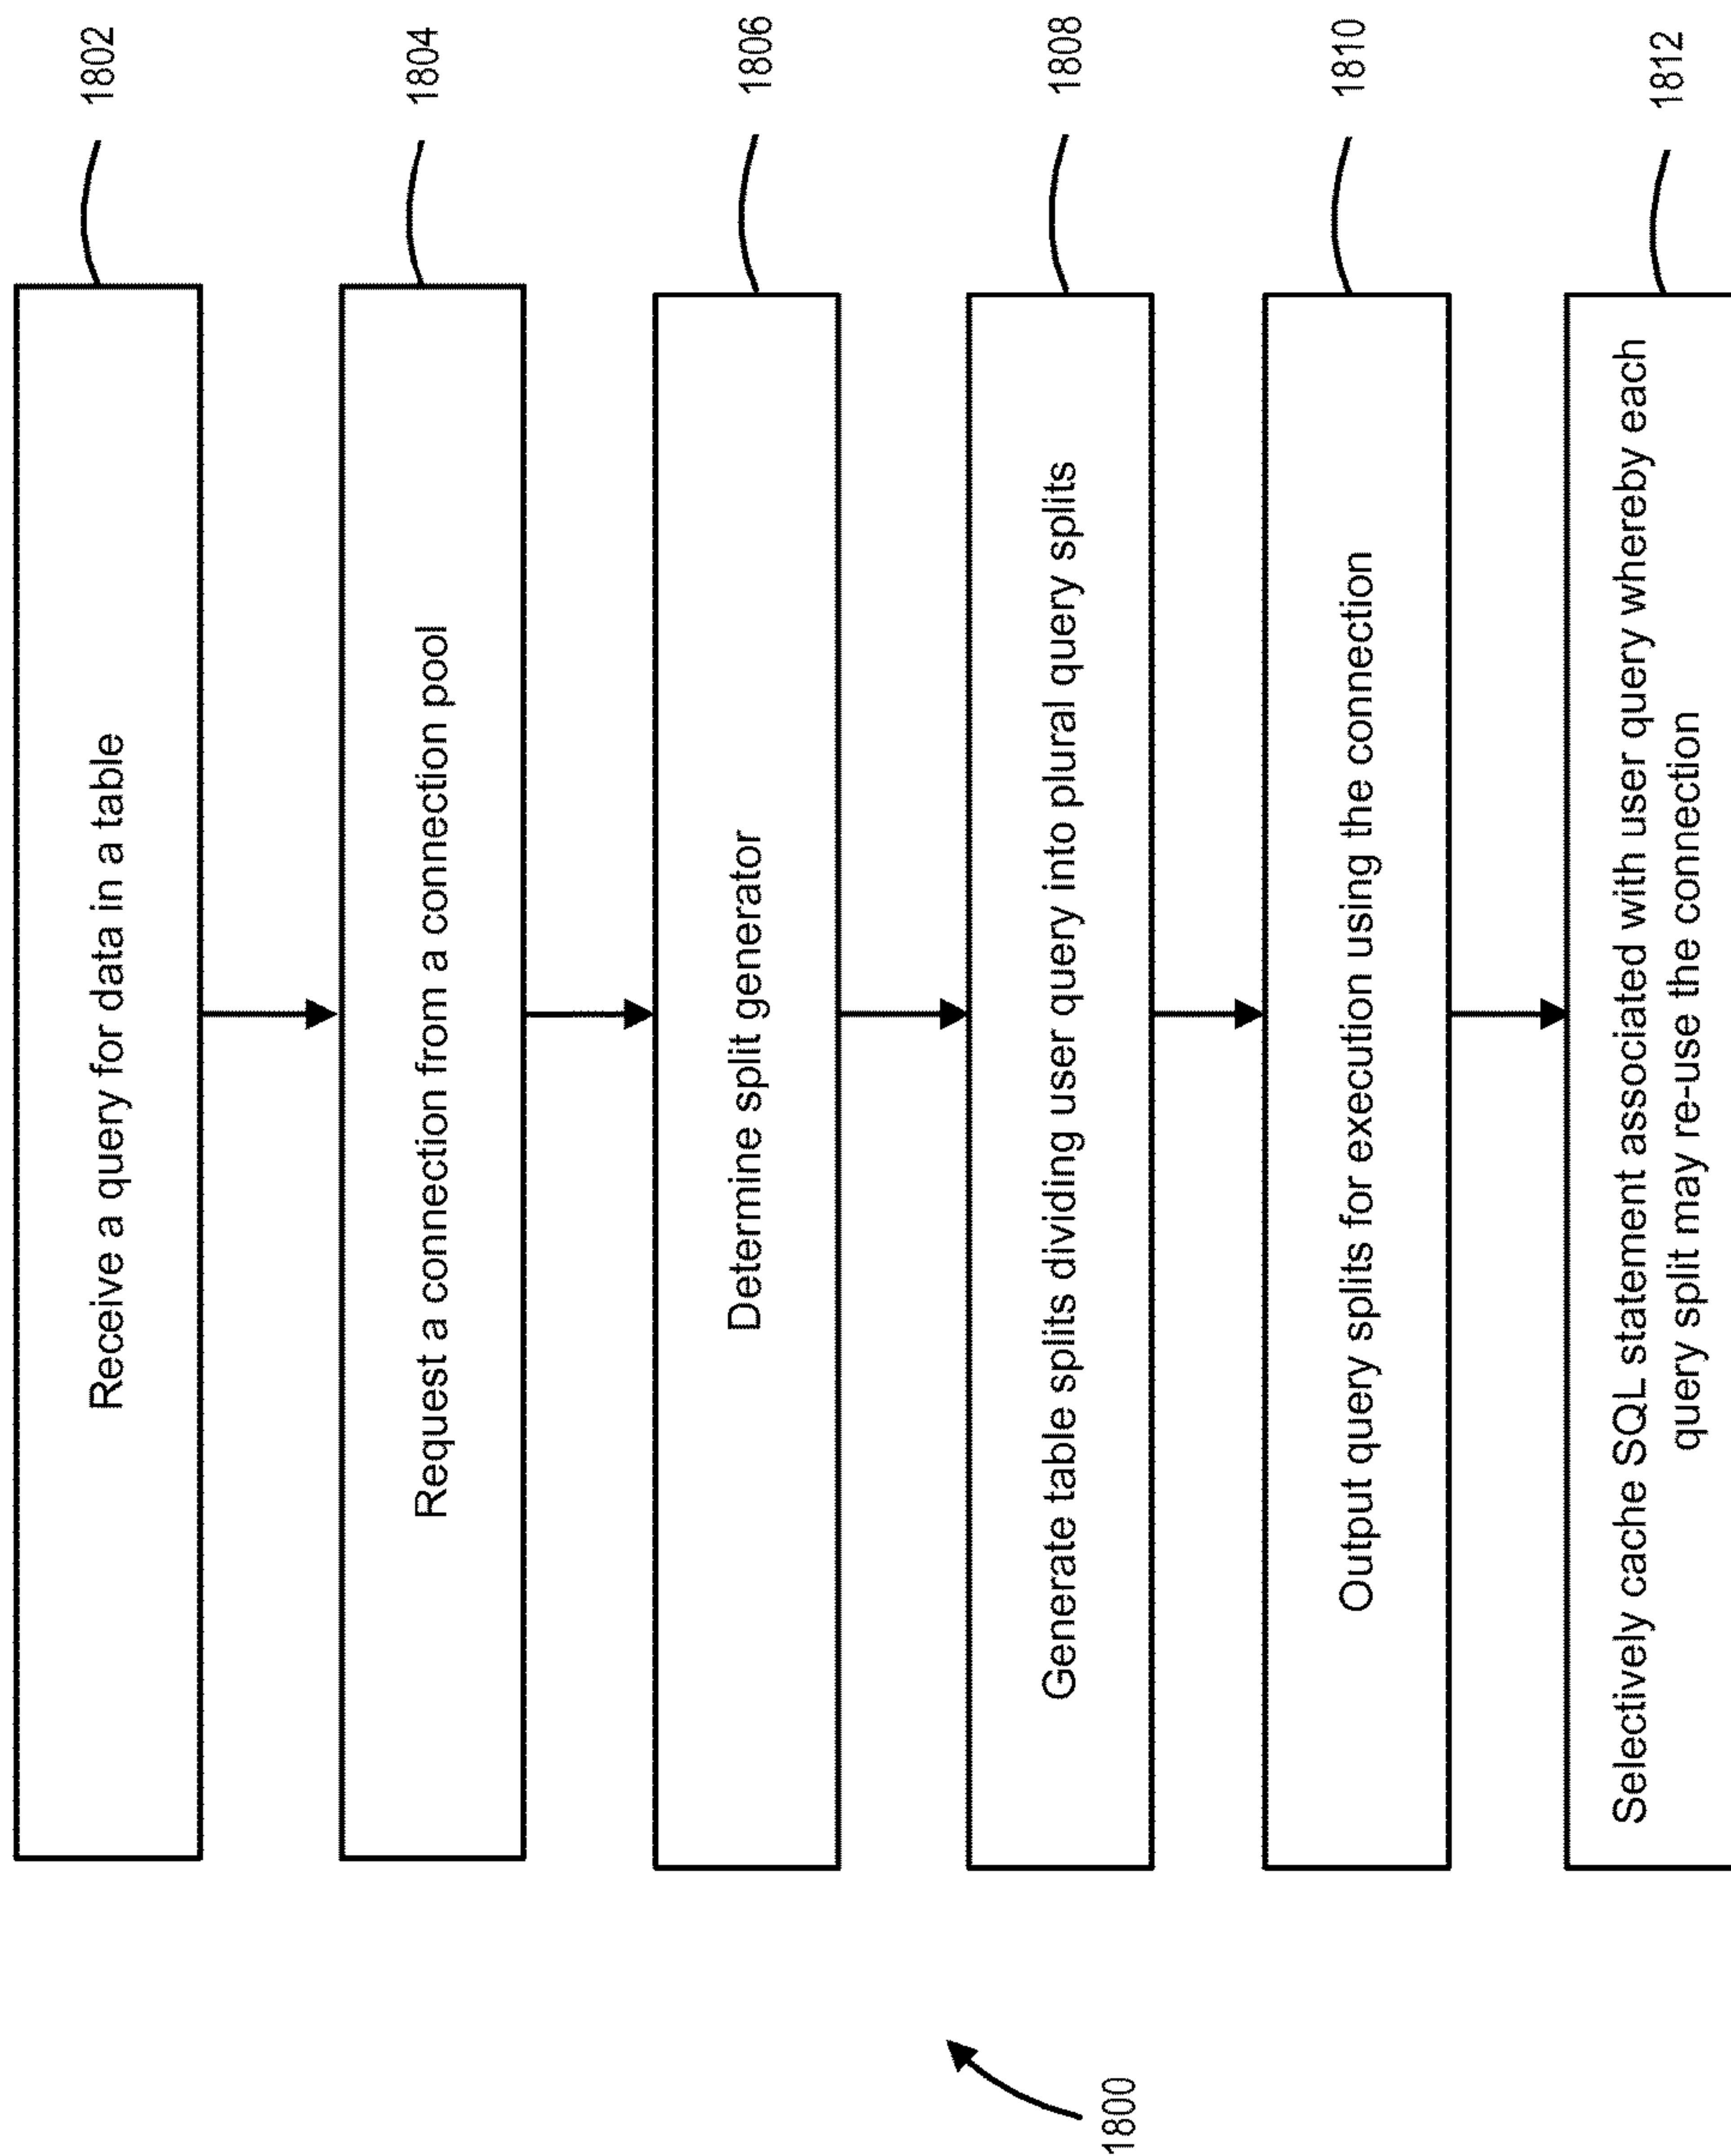 Receive a query for data in a table
1802
Request a connection from a connection pool
1804
Determine split generator
1806
Generate table splits dividing user query into plural query splits
1808
Output query splits for execution using the connection
1810
Selectively cache SQL statement associated with user query whereby each
query split may re-use the connection
1812
1800